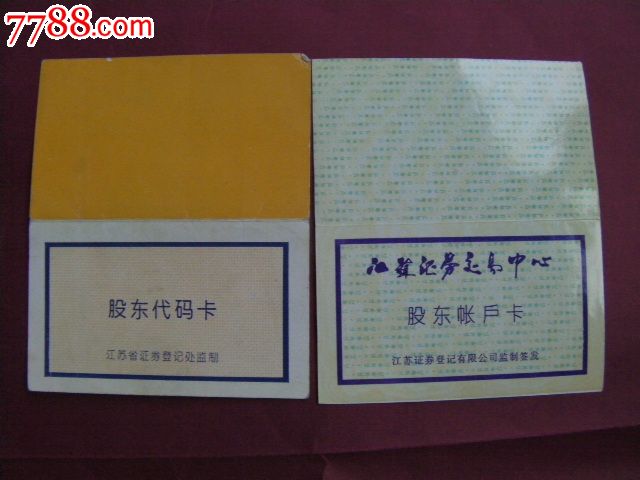 7788.com
股东代码卡
江苏省证券登记处监制
江苏证券交易中心
股东帐戶卡
江苏证券登记有限公司监制签发